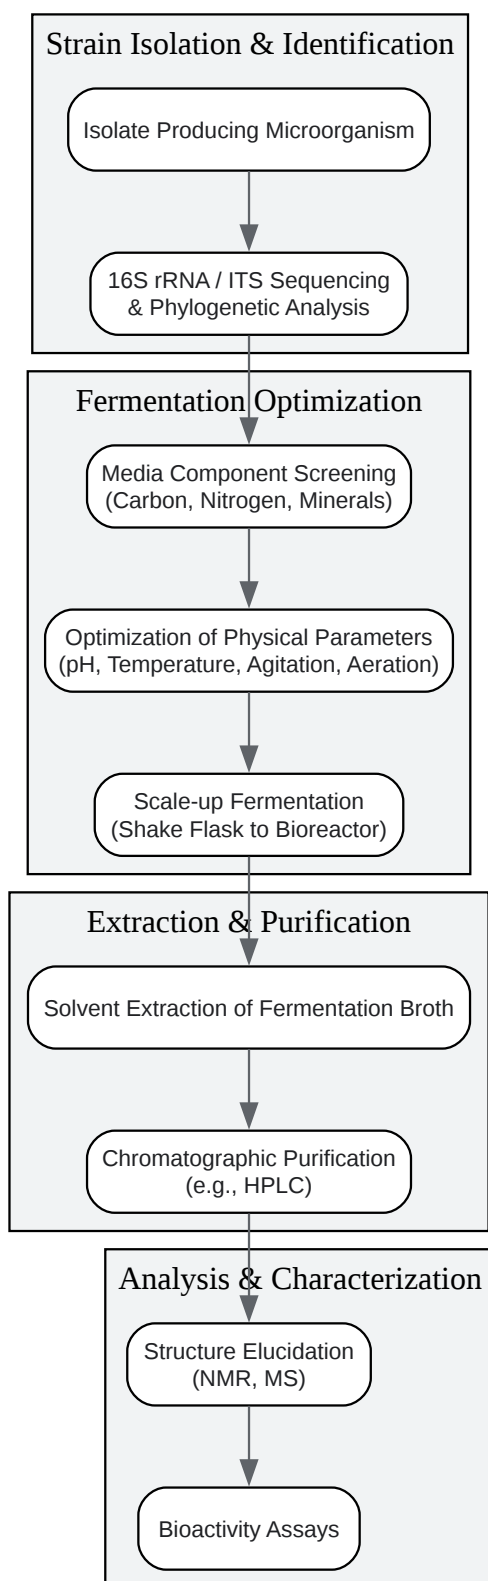 Strain Isolation & Identification
Isolate Producing Microorganism
16S rRNA / ITS Sequencing
& Phylogenetic Analysis
Fermentation Optimization
Media Component Screening
(Carbon, Nitrogen, Minerals)
Optimization of Physical Parameters
(pH, Temperature, Agitation, Aeration)
Scale-up Fermentation
(Shake Flask to Bioreactor)
Extraction & Purification
Solvent Extraction of Fermentation Broth
Chromatographic Purification
(e.g., HPLC)
Analysis & Characterization
Structure Elucidation
(NMR, MS)
Bioactivity Assays